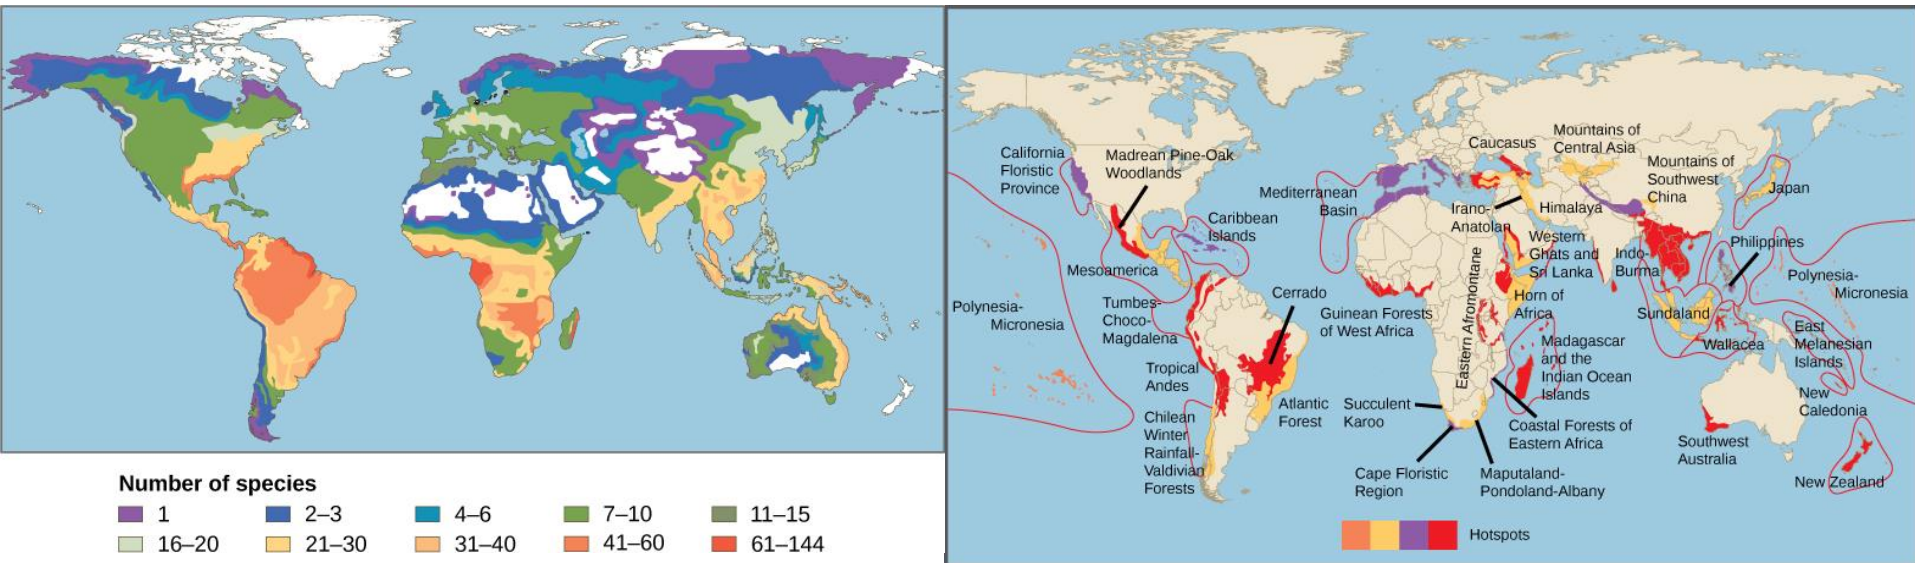 Number of species
1
2–3
4–6
7–10
11–15
16–20
21–30
31–40
41–60
61–144
California
Floristic
Province
Madrean Pine-Oak
Woodlands
Caribbean
Islands
Mesoamerica
Polynesia-
Micronesia
Tumbes-
Choco-
Magdalena
Tropical
Andes
Chilean
Winter
Rainfall-
Valdivian
Forests
Cerrado
Atlantic
Forest
Mediterranean
Basin
Caucasus
Mountains of
Central Asia
Mountains of
Southwest
China
Japan
Irano-
Anatolan
Himalaya
Western
Ghats and
Sri Lanka
Indo-
Burma
Philippines
Polynesia-
Micronesia
Horn of
Africa
Guinean Forests
of West Africa
Eastern Afromontane
Sundaland
Wallacea
East
Melanesian
Islands
Madagascar
and the
Indian Ocean
Islands
New
Caledonia
Succulent
Karoo
Coastal Forests of
Eastern Africa
Cape Floristic
Region
Maputaland-
Pondoland-Albany
Southwest
Australia
New Zealand
Hotspots